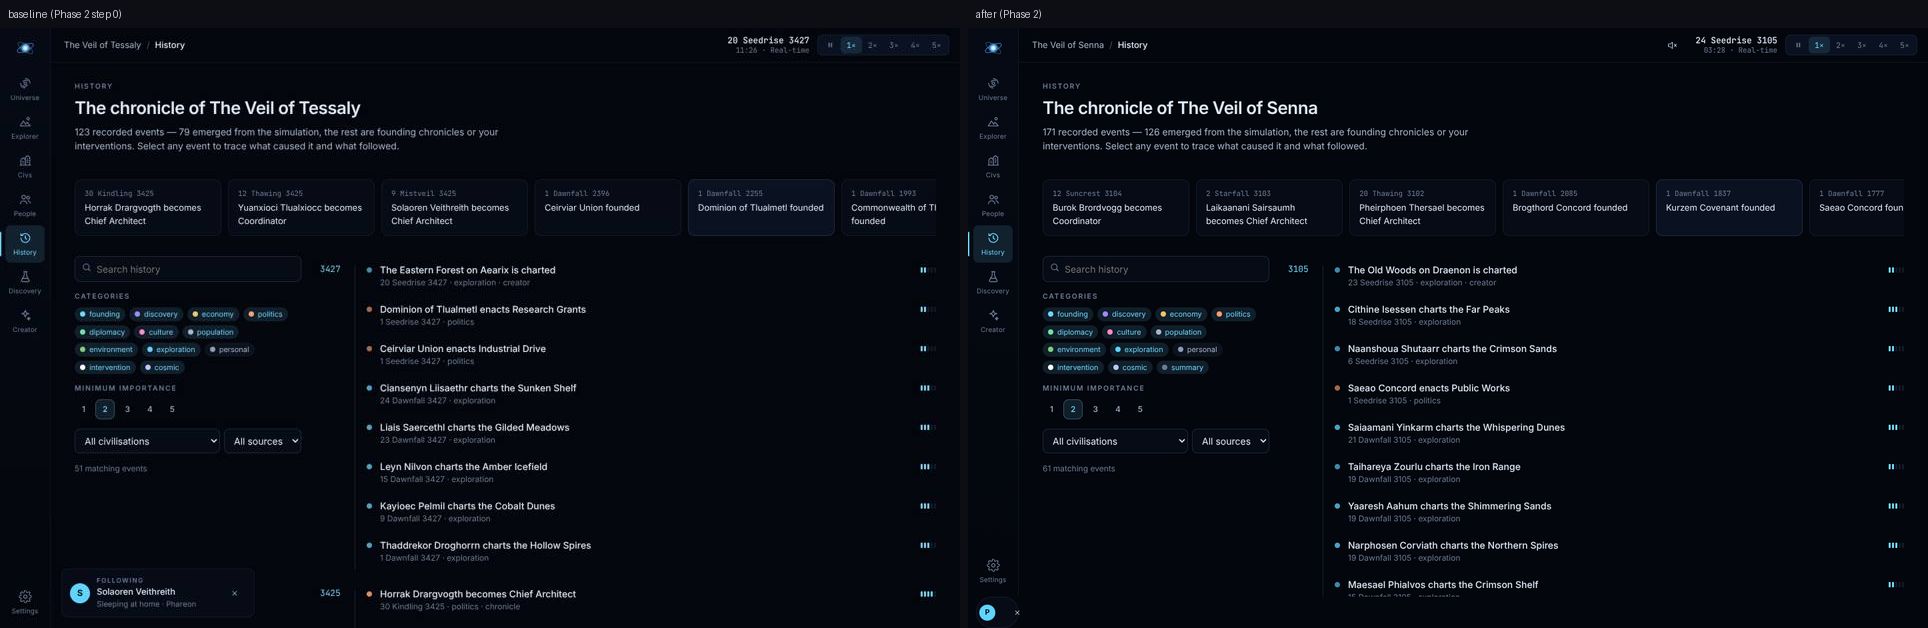 baseline (Phase 2 step 0)
The Veil of Tessaly / History
20 Seedrise 3427
11:26 · Real-time
1× 2× 3× 4× 5×
Universe
Explorer
Civs
People
History
Discovery
Creator
Settings
HISTORY
The chronicle of The Veil of Tessaly
123 recorded events — 79 emerged from the simulation, the rest are founding chronicles or your
interventions. Select any event to trace what caused it and what followed.
30 Kindling 3425
Horrak Drargvogth becomes
Chief Architect
12 Thawing 3425
Yuanxioci Tlualxiocc becomes
Coordinator
9 Mistveil 3425
Solaoren Veithreith becomes
Chief Architect
1 Dawnfall 2396
Ceirviar Union founded
1 Dawnfall 2255
Dominion of Tlualmetl founded
1 Dawnfall 1993
Commonwealth of Tl
founded
Search history
CATEGORIES
founding discovery economy politics
diplomacy culture population
environment exploration personal
intervention cosmic
MINIMUM IMPORTANCE
1 2 3 4 5
All civilisations All sources
51 matching events
3427
The Eastern Forest on Aearix is charted
20 Seedrise 3427 · exploration · creator
Dominion of Tlualmetl enacts Research Grants
1 Seedrise 3427 · politics
Ceirviar Union enacts Industrial Drive
1 Seedrise 3427 · politics
Ciansenyn Liisaethr charts the Sunken Shelf
24 Dawnfall 3427 · exploration
Liais Saercethl charts the Gilded Meadows
23 Dawnfall 3427 · exploration
Leyn Nilvon charts the Amber Icefield
15 Dawnfall 3427 · exploration
Kayioec Pelmil charts the Cobalt Dunes
9 Dawnfall 3427 · exploration
Thaddrekor Droghorrn charts the Hollow Spires
1 Dawnfall 3427 · exploration
3425
Horrak Drargvogth becomes Chief Architect
30 Kindling 3425 · politics · chronicle
S
FOLLOWING
Solaoren Veithreith
Sleeping at home · Phareon
×
after (Phase 2)
The Veil of Senna / History
24 Seedrise 3105
03:28 · Real-time
1× 2× 3× 4× 5×
Universe
Explorer
Civs
People
History
Discovery
Creator
Settings
P ×
HISTORY
The chronicle of The Veil of Senna
171 recorded events — 126 emerged from the simulation, the rest are founding chronicles or your
interventions. Select any event to trace what caused it and what followed.
12 Suncrest 3104
Burok Brordvogg becomes
Coordinator
2 Starfall 3103
Laikaanani Sairsaumh
becomes Chief Architect
20 Thawing 3102
Pheirphoen Thersael becomes
Chief Architect
1 Dawnfall 2085
Brogthord Concord founded
1 Dawnfall 1837
Kurzem Covenant founded
1 Dawnfall 1777
Saeao Concord foun
Search history
CATEGORIES
founding discovery economy politics
diplomacy culture population
environment exploration personal
intervention cosmic summary
MINIMUM IMPORTANCE
1 2 3 4 5
All civilisations All sources
61 matching events
3105
The Old Woods on Draenon is charted
23 Seedrise 3105 · exploration · creator
Cithine Isessen charts the Far Peaks
18 Seedrise 3105 · exploration
Naanshoua Shutaarr charts the Crimson Sands
6 Seedrise 3105 · exploration
Saeao Concord enacts Public Works
1 Seedrise 3105 · politics
Saiaamani Yinkarm charts the Whispering Dunes
21 Dawnfall 3105 · exploration
Taihareya Zourlu charts the Iron Range
19 Dawnfall 3105 · exploration
Yaaresh Aahum charts the Shimmering Sands
19 Dawnfall 3105 · exploration
Narphosen Corviath charts the Northern Spires
19 Dawnfall 3105 · exploration
Maesael Phialvos charts the Crimson Shelf
15 Dawnfall 3105 · exploration